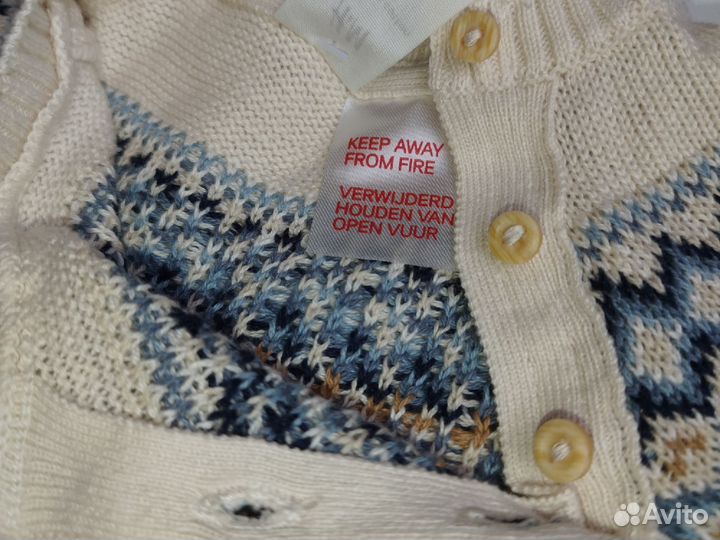 KEEP AWAY
FROM FIRE
VERWIJDERD
HOUDEN VAN
OPEN VUUR
Avito